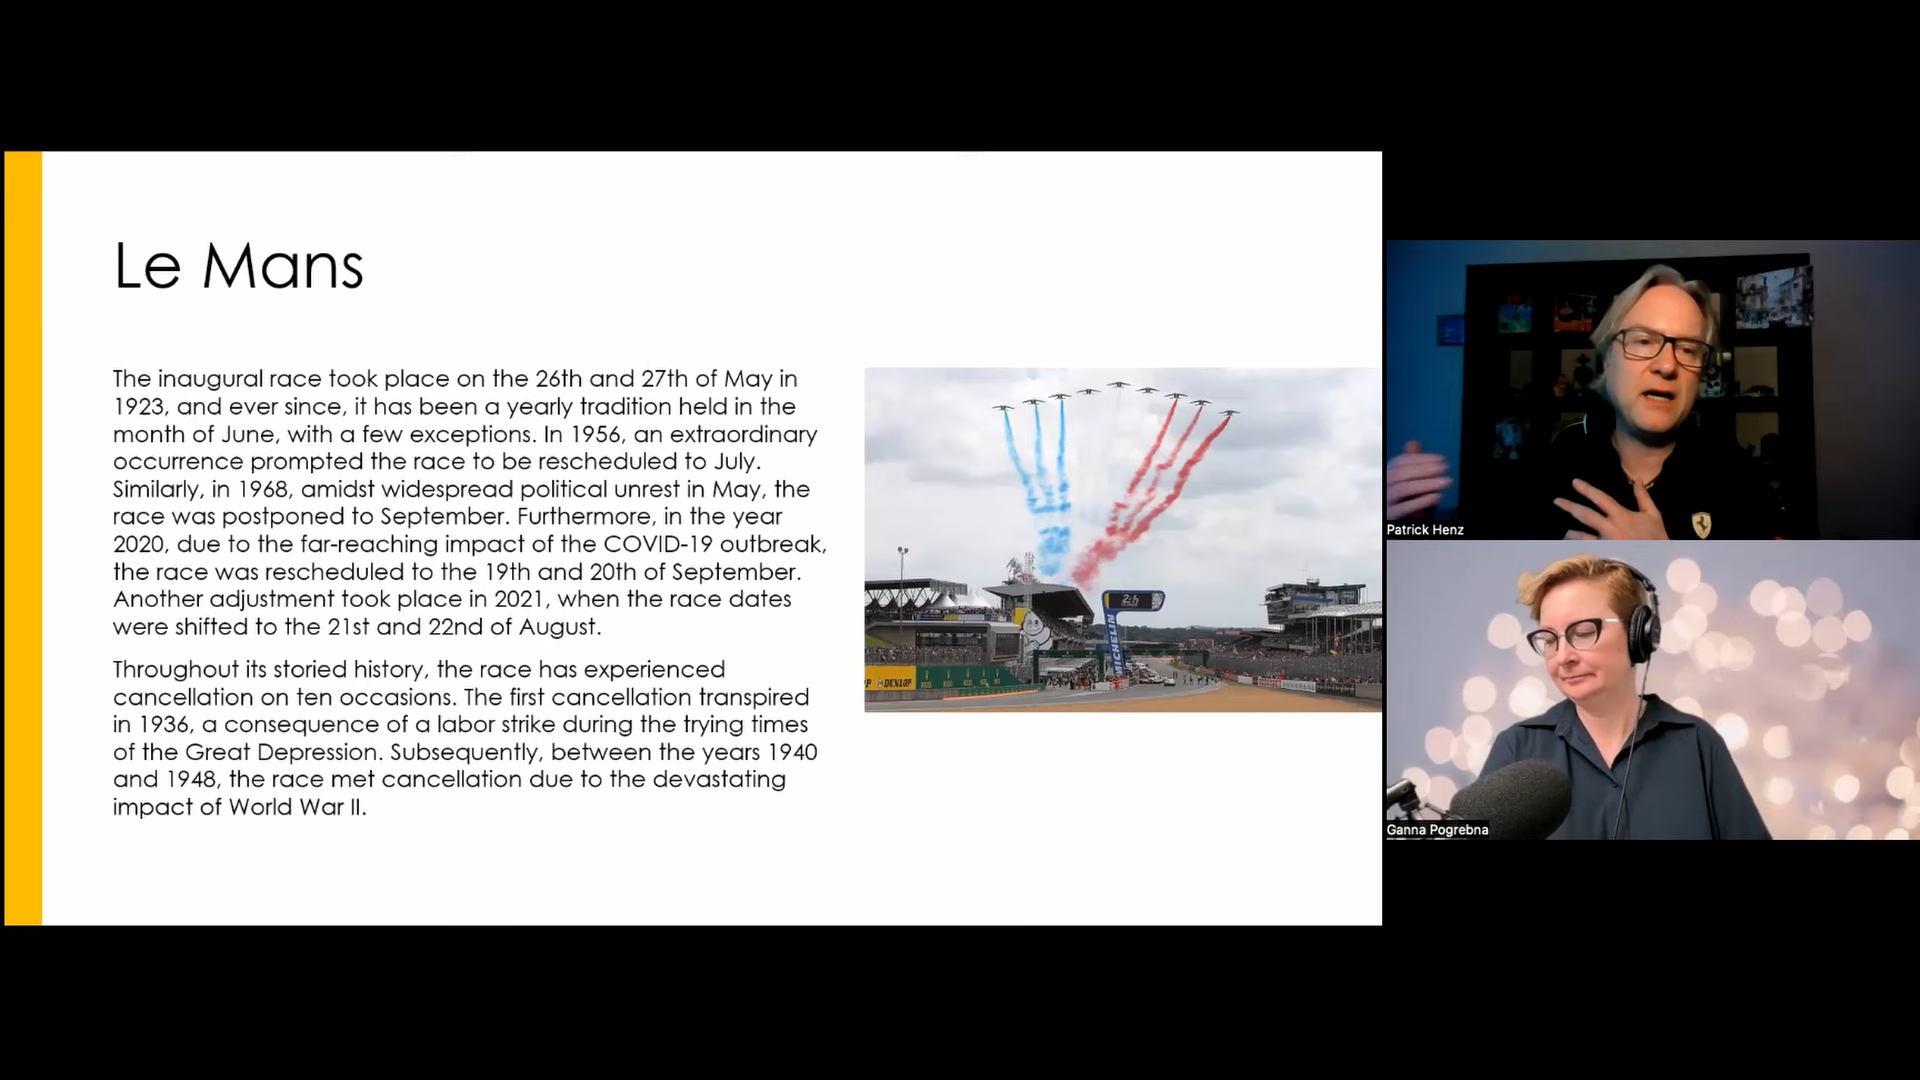 Le Mans
The inaugural race took place on the 26th and 27th of May in
1923, and ever since, it has been a yearly tradition held in the
month of June, with a few exceptions. In 1956, an extraordinary
occurrence prompted the race to be rescheduled to July.
Similarly, in 1968, amidst widespread political unrest in May, the
race was postponed to September. Furthermore, in the year
2020, due to the far-reaching impact of the COVID-19 outbreak,
the race was rescheduled to the 19th and 20th of September.
Another adjustment took place in 2021, when the race dates
were shifted to the 21st and 22nd of August.
Throughout its storied history, the race has experienced
cancellation on ten occasions. The first cancellation transpired
in 1936, a consequence of a labor strike during the trying times
of the Great Depression. Subsequently, between the years 1940
and 1948, the race met cancellation due to the devastating
impact of World War II.
24h
MICHELIN
DUNLOP
Patrick Henz
Ganna Pogrebna